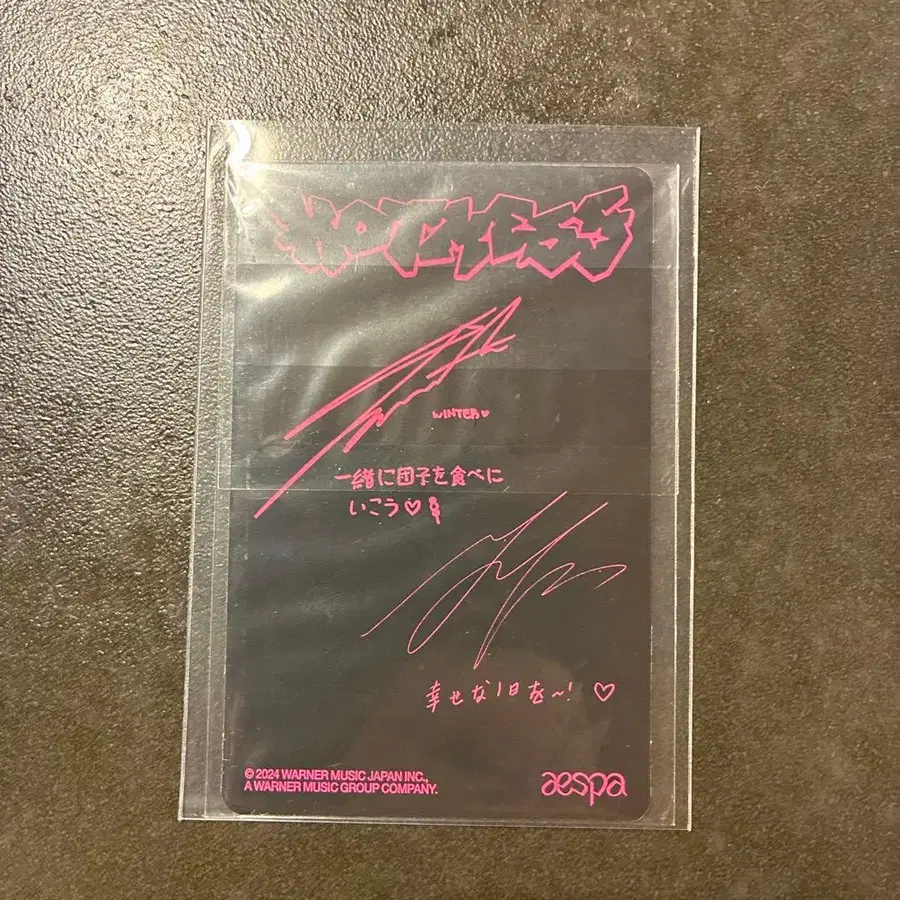 HOT MESS
WINTER♡
一緒に団子を食べに
いこう♡
幸せな1日を〜! ♡
© 2024 WARNER MUSIC JAPAN INC.,
A WARNER MUSIC GROUP COMPANY.
aespa